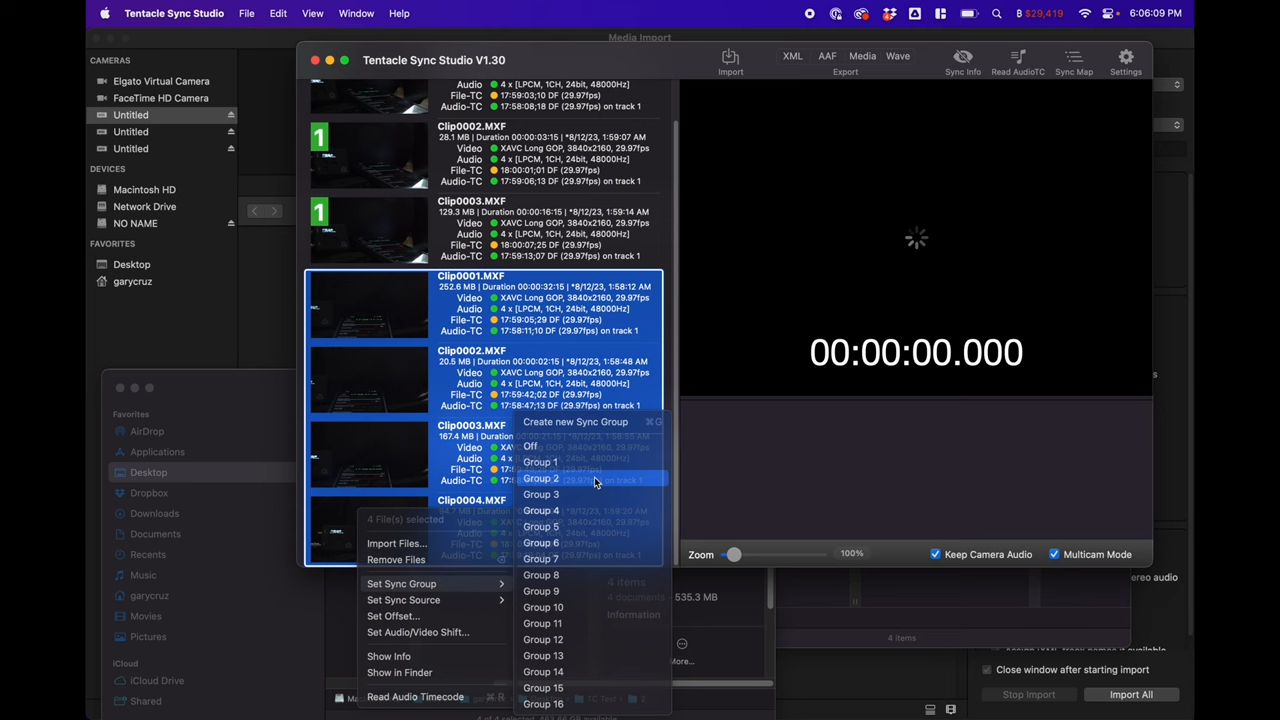 Tentacle Sync Studio File Edit View Window Help ₿ $29,419 6:06:09 PM
Media Import
CAMERAS
Elgato Virtual Camera
FaceTime HD Camera
Untitled
Untitled
Untitled
DEVICES
Macintosh HD
Network Drive
NO NAME
FAVORITES
Desktop
garycruz
Tentacle Sync Studio V1.30
Import
XML AAF Media Wave
Export
Sync Info Read AudioTC Sync Map Settings
Audio 4 x [LPCM, 1CH, 24bit, 48000Hz]
File-TC 17:59:03;10 DF (29.97fps)
Audio-TC 17:58:08;18 DF (29.97fps) on track 1
1
Clip0002.MXF
28.1 MB | Duration 00:00:03:15 | *8/12/23, 1:59:07 AM
Video XAVC Long GOP, 3840x2160, 29.97fps
Audio 4 x [LPCM, 1CH, 24bit, 48000Hz]
File-TC 18:00:01;01 DF (29.97fps)
Audio-TC 17:59:06;13 DF (29.97fps) on track 1
1
Clip0003.MXF
129.3 MB | Duration 00:00:16:15 | *8/12/23, 1:59:14 AM
Video XAVC Long GOP, 3840x2160, 29.97fps
Audio 4 x [LPCM, 1CH, 24bit, 48000Hz]
File-TC 18:00:07;25 DF (29.97fps)
Audio-TC 17:59:13;07 DF (29.97fps) on track 1
Clip0001.MXF
252.6 MB | Duration 00:00:32:15 | *8/12/23, 1:58:12 AM
Video XAVC Long GOP, 3840x2160, 29.97fps
Audio 4 x [LPCM, 1CH, 24bit, 48000Hz]
File-TC 17:59:05;29 DF (29.97fps)
Audio-TC 17:58:11;10 DF (29.97fps) on track 1
Clip0002.MXF
20.5 MB | Duration 00:00:02:15 | *8/12/23, 1:58:48 AM
Video XAVC Long GOP, 3840x2160, 29.97fps
Audio 4 x [LPCM, 1CH, 24bit, 48000Hz]
File-TC 17:59:42;02 DF (29.97fps)
Audio-TC 17:58:47;13 DF (29.97fps) on track 1
Clip0003.MXF
167.4 MB | Duration
Video XAVC
Audio 4 x
File-TC 17:5
Audio-TC 17:5
Clip0004.MXF
00:00:00.000
Zoom 100% Keep Camera Audio Multicam Mode
4 File(s) selected
Import Files...
Remove Files
Set Sync Group
Set Sync Source
Set Offset...
Set Audio/Video Shift...
Show Info
Show in Finder
Read Audio Timecode ⌘ R
Create new Sync Group ⌘G
Off
Group 1
Group 2
Group 3
Group 4
Group 5
Group 6
Group 7
Group 8
Group 9
Group 10
Group 11
Group 12
Group 13
Group 14
Group 15
Group 16
Favorites
AirDrop
Applications
Desktop
Dropbox
Downloads
Documents
Recents
Music
garycruz
Movies
Pictures
iCloud
iCloud Drive
Shared
4 items
4 documents - 535.3 MB
Information
More...
4 items
ereo audio
Close window after starting import
Stop Import Import All